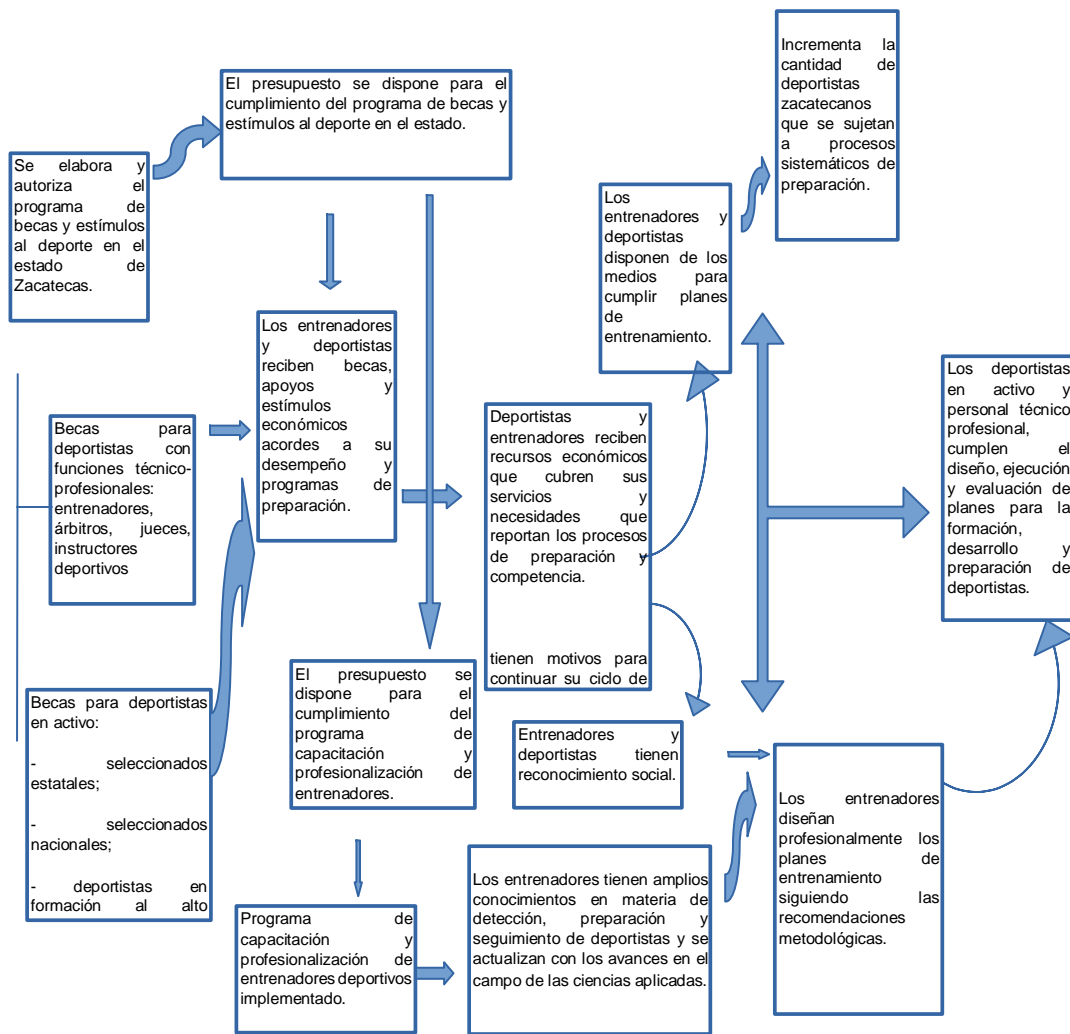 El presupuesto se dispone para el
cumplimiento del programa de becas y
estímulos al deporte en el estado.
Incrementa la
cantidad de
deportistas
zacatecanos
que se sujetan
a procesos
sistemáticos de
preparación.
Se elabora y
autoriza el
programa de
becas y estímulos
al deporte en el
estado de
Zacatecas.
Los
entrenadores y
deportistas
disponen de los
medios para
cumplir planes
de
entrenamiento.
Los entrenadores
y deportistas
reciben becas,
apoyos y
estímulos
económicos
acordes a su
desempeño y
programas de
preparación.
Los deportistas
en activo y
personal técnico
profesional,
cumplen el
diseño, ejecución
y evaluación de
planes para la
formación,
desarrollo y
preparación de
deportistas.
Becas para
deportistas con
funciones técnico-
profesionales:
entrenadores,
árbitros, jueces,
instructores
deportivos
Deportistas y
entrenadores reciben
recursos económicos
que cubren sus
servicios y
necesidades que
reportan los procesos
de preparación y
competencia.
tienen motivos para
continuar su ciclo de
El presupuesto se
dispone para el
cumplimiento del
programa de
capacitación y
profesionalización de
entrenadores.
Becas para deportistas
en activo:
- seleccionados
estatales;
- seleccionados
nacionales;
- deportistas en
formación al alto
Entrenadores y
deportistas tienen
reconocimiento social.
Los entrenadores
diseñan
profesionalmente los
planes de
entrenamiento
siguiendo las
recomendaciones
metodológicas.
Programa de
capacitación y
profesionalización de
entrenadores deportivos
implementado.
Los entrenadores tienen amplios
conocimientos en materia de
detección, preparación y
seguimiento de deportistas y se
actualizan con los avances en el
campo de las ciencias aplicadas.